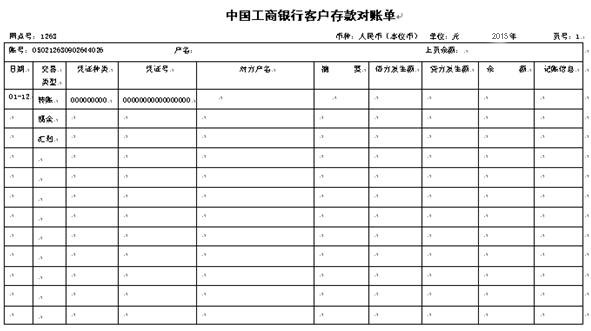 中国工商银行客户存款对账单
网点号：1263 币种：人民币（本位币） 单位：元 2015年 页号：1
账号：030212630902644026 户名： 上页余额：
日期 交易类型 凭证种类 凭证号 对方户名 摘 要 借方发生额 贷方发生额 余 额 记账信息
01-12 转账 000000000 00000000000000000
现金
汇划